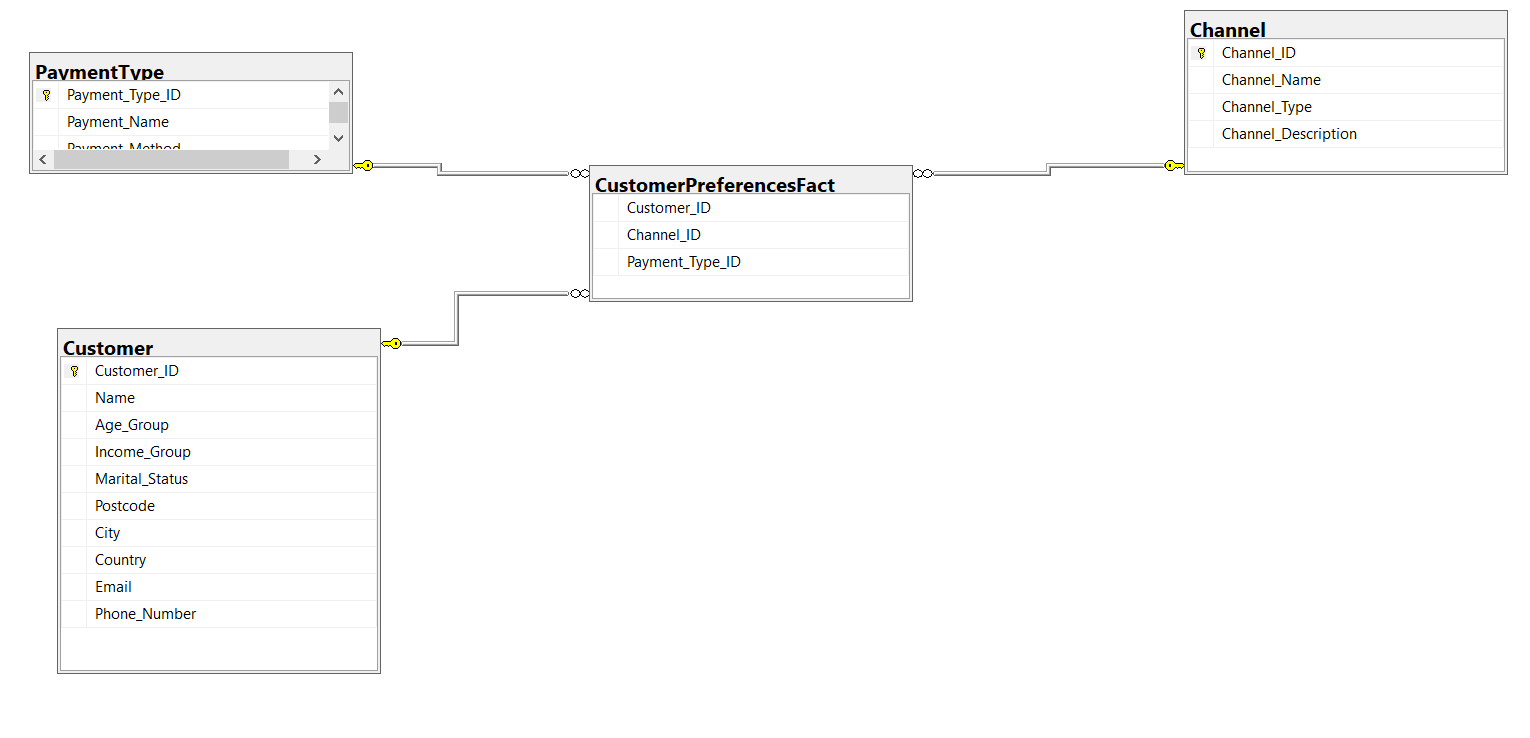 PaymentType
Payment_Type_ID
Payment_Name
Payment_Method
Channel
Channel_ID
Channel_Name
Channel_Type
Channel_Description
CustomerPreferencesFact
Customer_ID
Channel_ID
Payment_Type_ID
Customer
Customer_ID
Name
Age_Group
Income_Group
Marital_Status
Postcode
City
Country
Email
Phone_Number